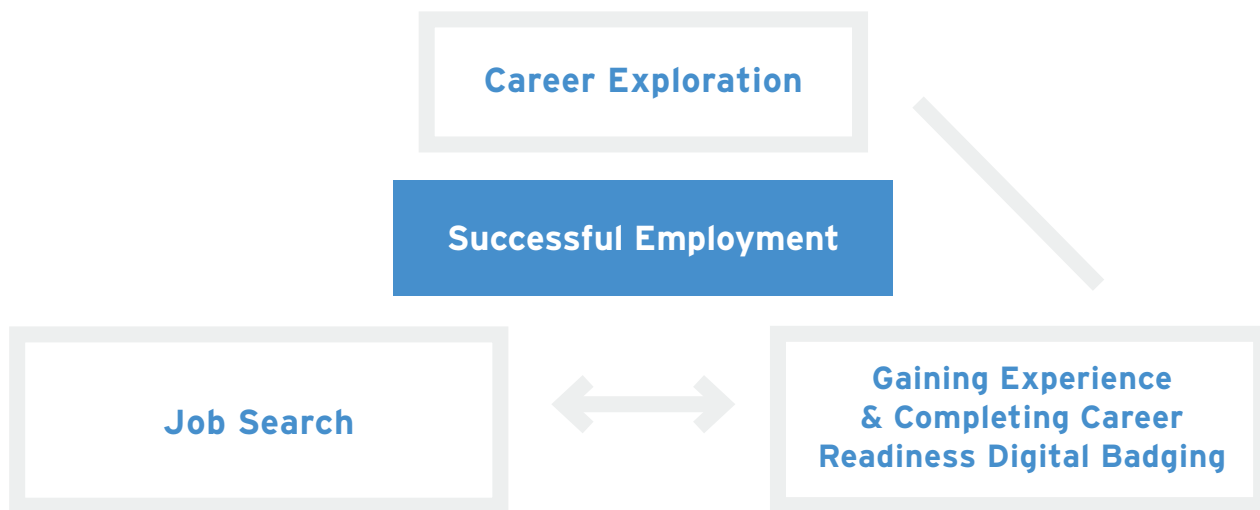 Career Exploration
Successful Employment
Job Search
Gaining Experience
& Completing Career
Readiness Digital Badging